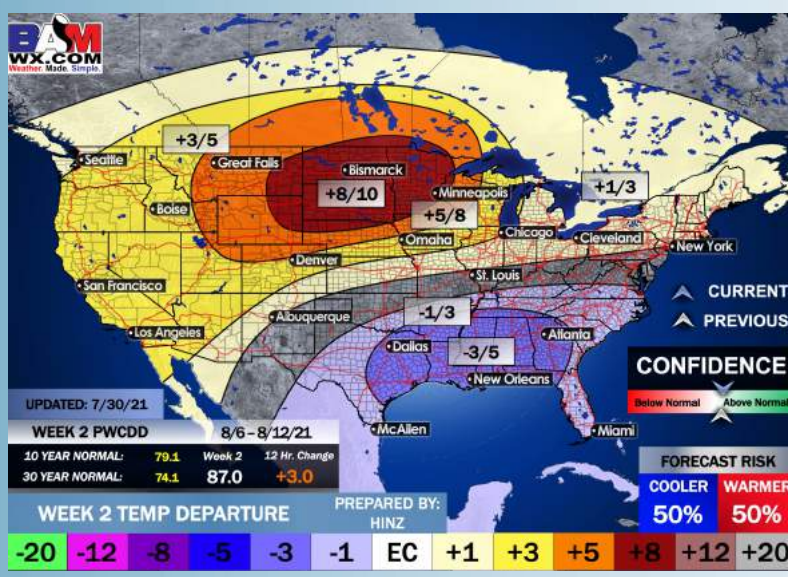 BAM
WX.COM
Weather. Made. Simple.
+3/5
Seattle
Great Falls
Bismarck
+1/3
+8/10
Minneapolis
Boise
+5/8
Chicago
Cleveland
New York
Omaha
Denver
St. Louis
San Francisco
CURRENT
-1/3
Albuquerque
PREVIOUS
Los Angeles
Atlanta
Dallas
-3/5
CONFIDENCE
New Orleans
Below Normal
Above Normal
UPDATED: 7/30/21
McAllen
Miami
WEEK 2 PWCDD 8/6 - 8/12/21
10 YEAR NORMAL: 79.1 Week 2 12 Hr. Change
30 YEAR NORMAL: 74.1 87.0 +3.0
FORECAST RISK
COOLER WARMER
50% 50%
WEEK 2 TEMP DEPARTURE
PREPARED BY:
HINZ
-20 -12 -8 -5 -3 -1 EC +1 +3 +5 +8 +12 +20